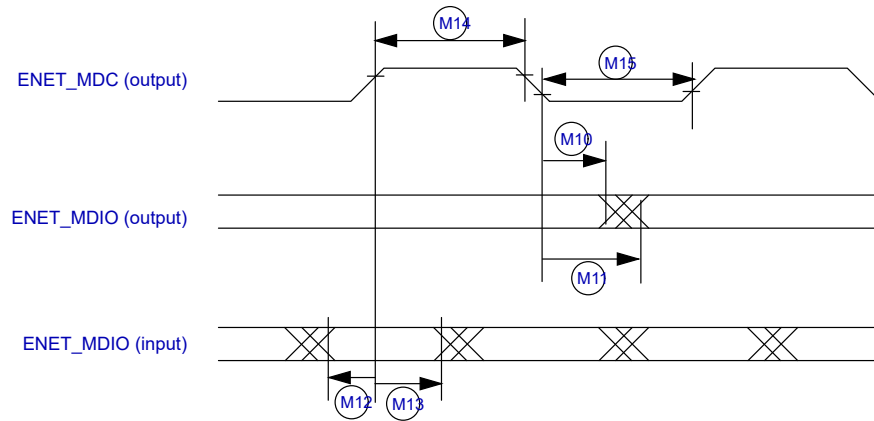 M14
ENET_MDC (output)
M15
M10
ENET_MDIO (output)
M11
ENET_MDIO (input)
M12
M13